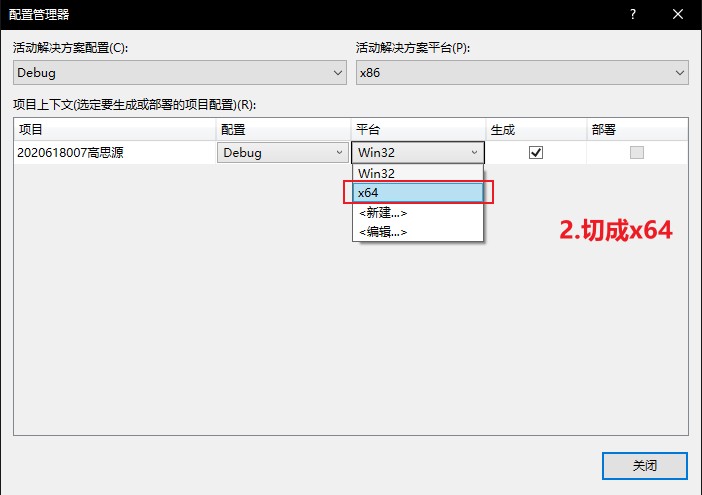 配置管理器
?
活动解决方案配置(C):
活动解决方案平台(P):
Debug
x86
项目上下文(选定要生成或部署的项目配置)(R):
项目
配置
平台
生成
部署
2020618007高思源
Debug
Win32
Win32
x64
<新建...>
<编辑...>
2.切成x64
关闭